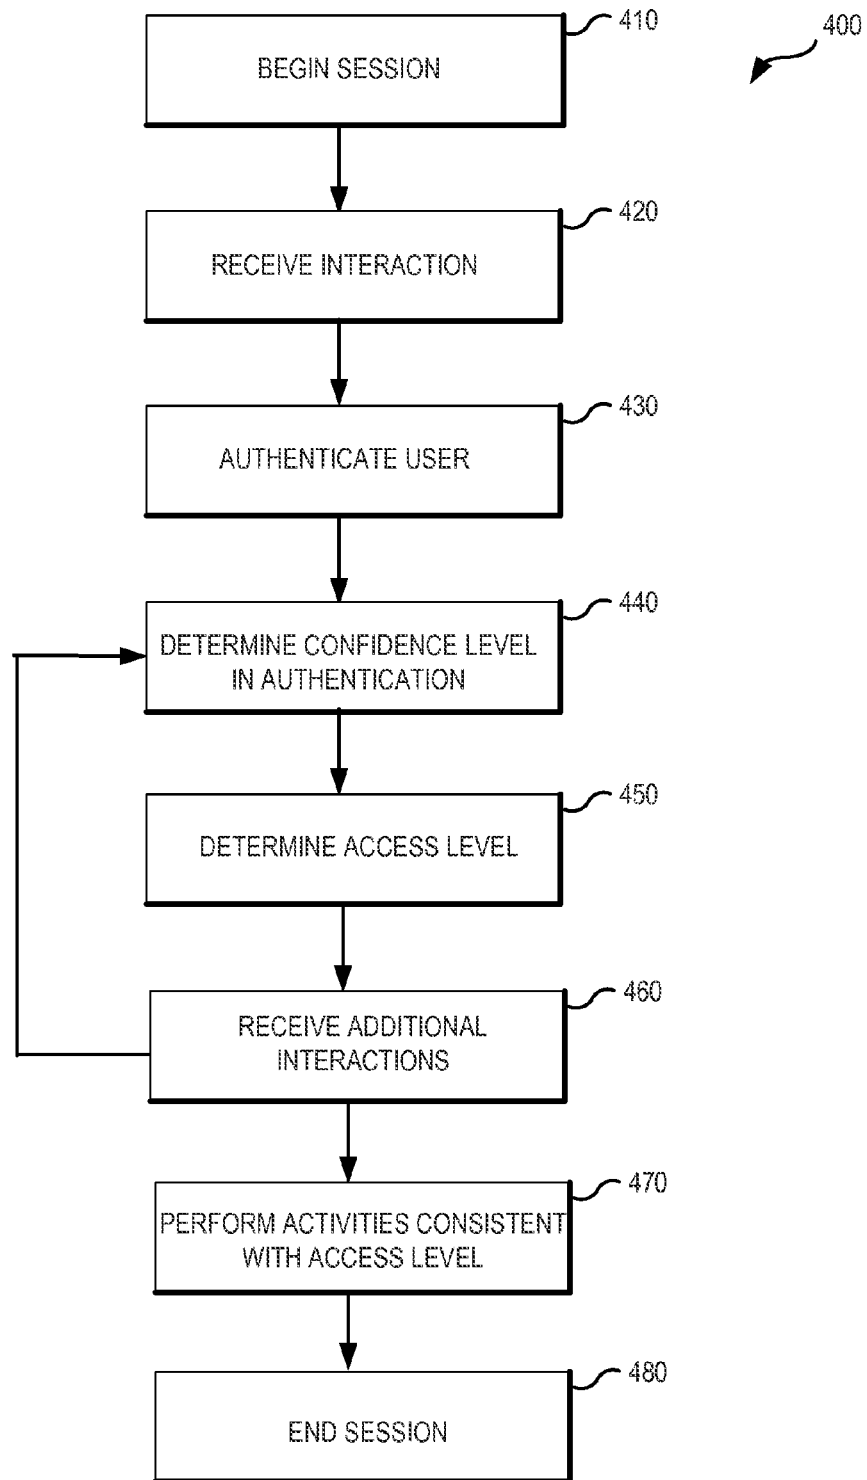 400
410
BEGIN SESSION
420
RECEIVE INTERACTION
430
AUTHENTICATE USER
440
DETERMINE CONFIDENCE LEVEL
IN AUTHENTICATION
450
DETERMINE ACCESS LEVEL
460
RECEIVE ADDITIONAL
INTERACTIONS
470
PERFORM ACTIVITIES CONSISTENT
WITH ACCESS LEVEL
480
END SESSION